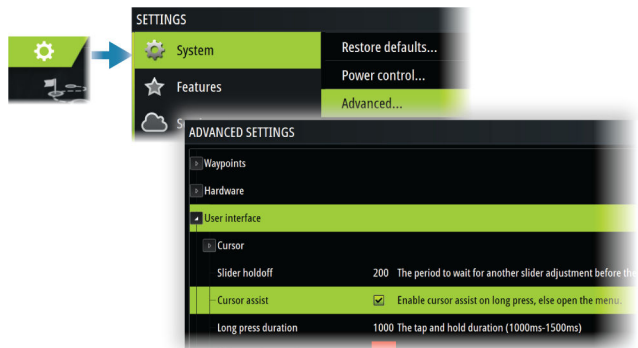 SETTINGS
System
Restore defaults...
Power control...
Features
Advanced...
S
ADVANCED SETTINGS
Waypoints
Hardware
User interface
Cursor
Slider holdoff 200 The period to wait for another slider adjustment before the
Cursor assist Enable cursor assist on long press, else open the menu.
Long press duration 1000 The tap and hold duration (1000ms-1500ms)